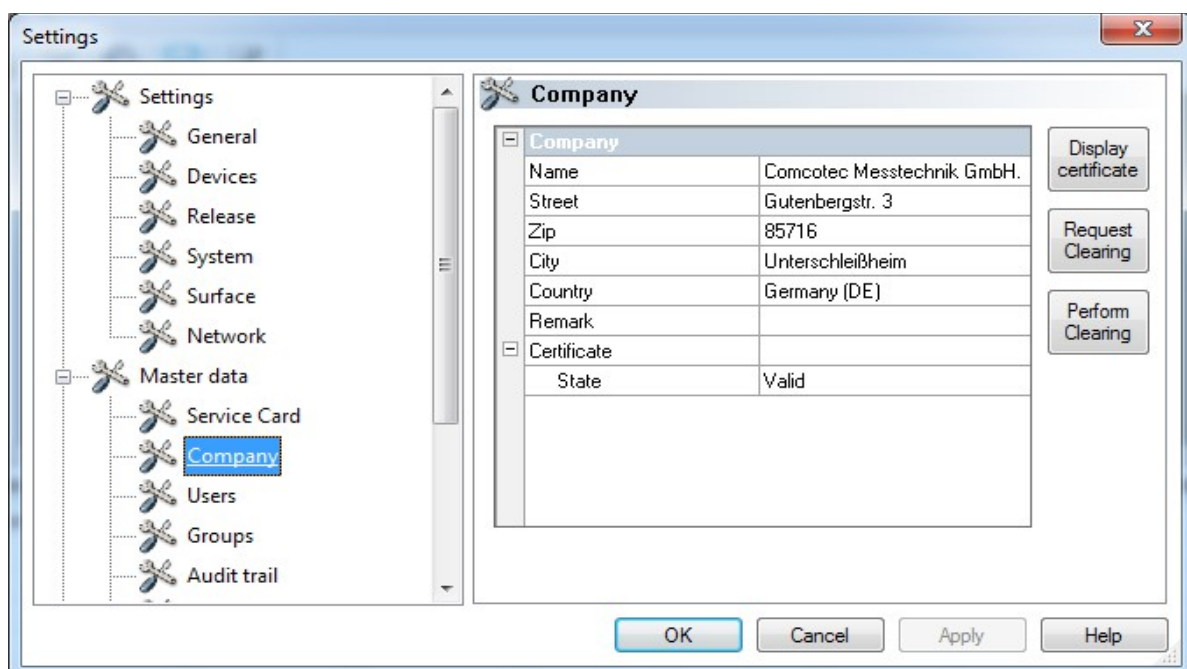 Settings
Settings
General
Devices
Release
System
Surface
Network
Master data
Service Card
Company
Users
Groups
Audit trail
Company
Company
Name Comcotec Messtechnik GmbH.
Street Gutenbergstr. 3
Zip 85716
City Unterschleißheim
Country Germany (DE)
Remark
Certificate
State Valid
Display
certificate
Request
Clearing
Perform
Clearing
OK Cancel Apply Help